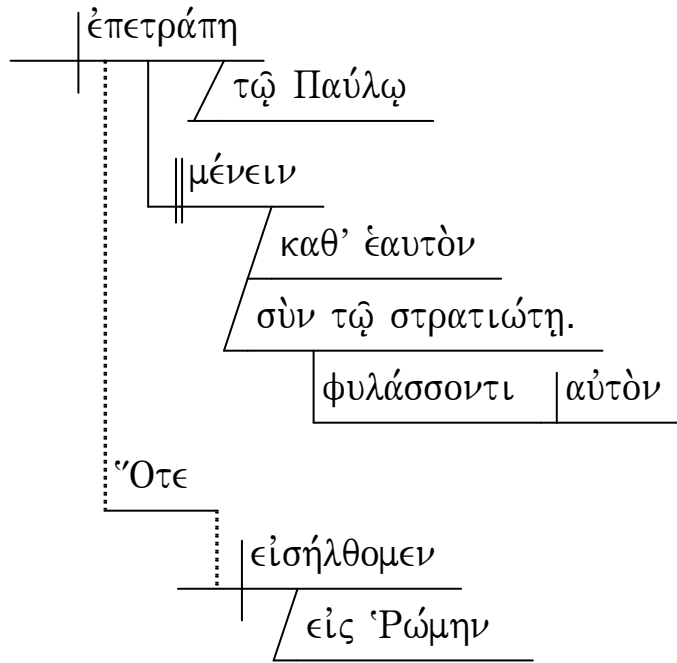 ἐπετράπη
τῷ Παύλῳ
μένειν
καθ’ ἑαυτὸν
σὺν τῷ στρατιώτῃ.
φυλάσσοντι αὐτὸν
Ὅτε
εἰσήλθομεν
εἰς Ῥώμην